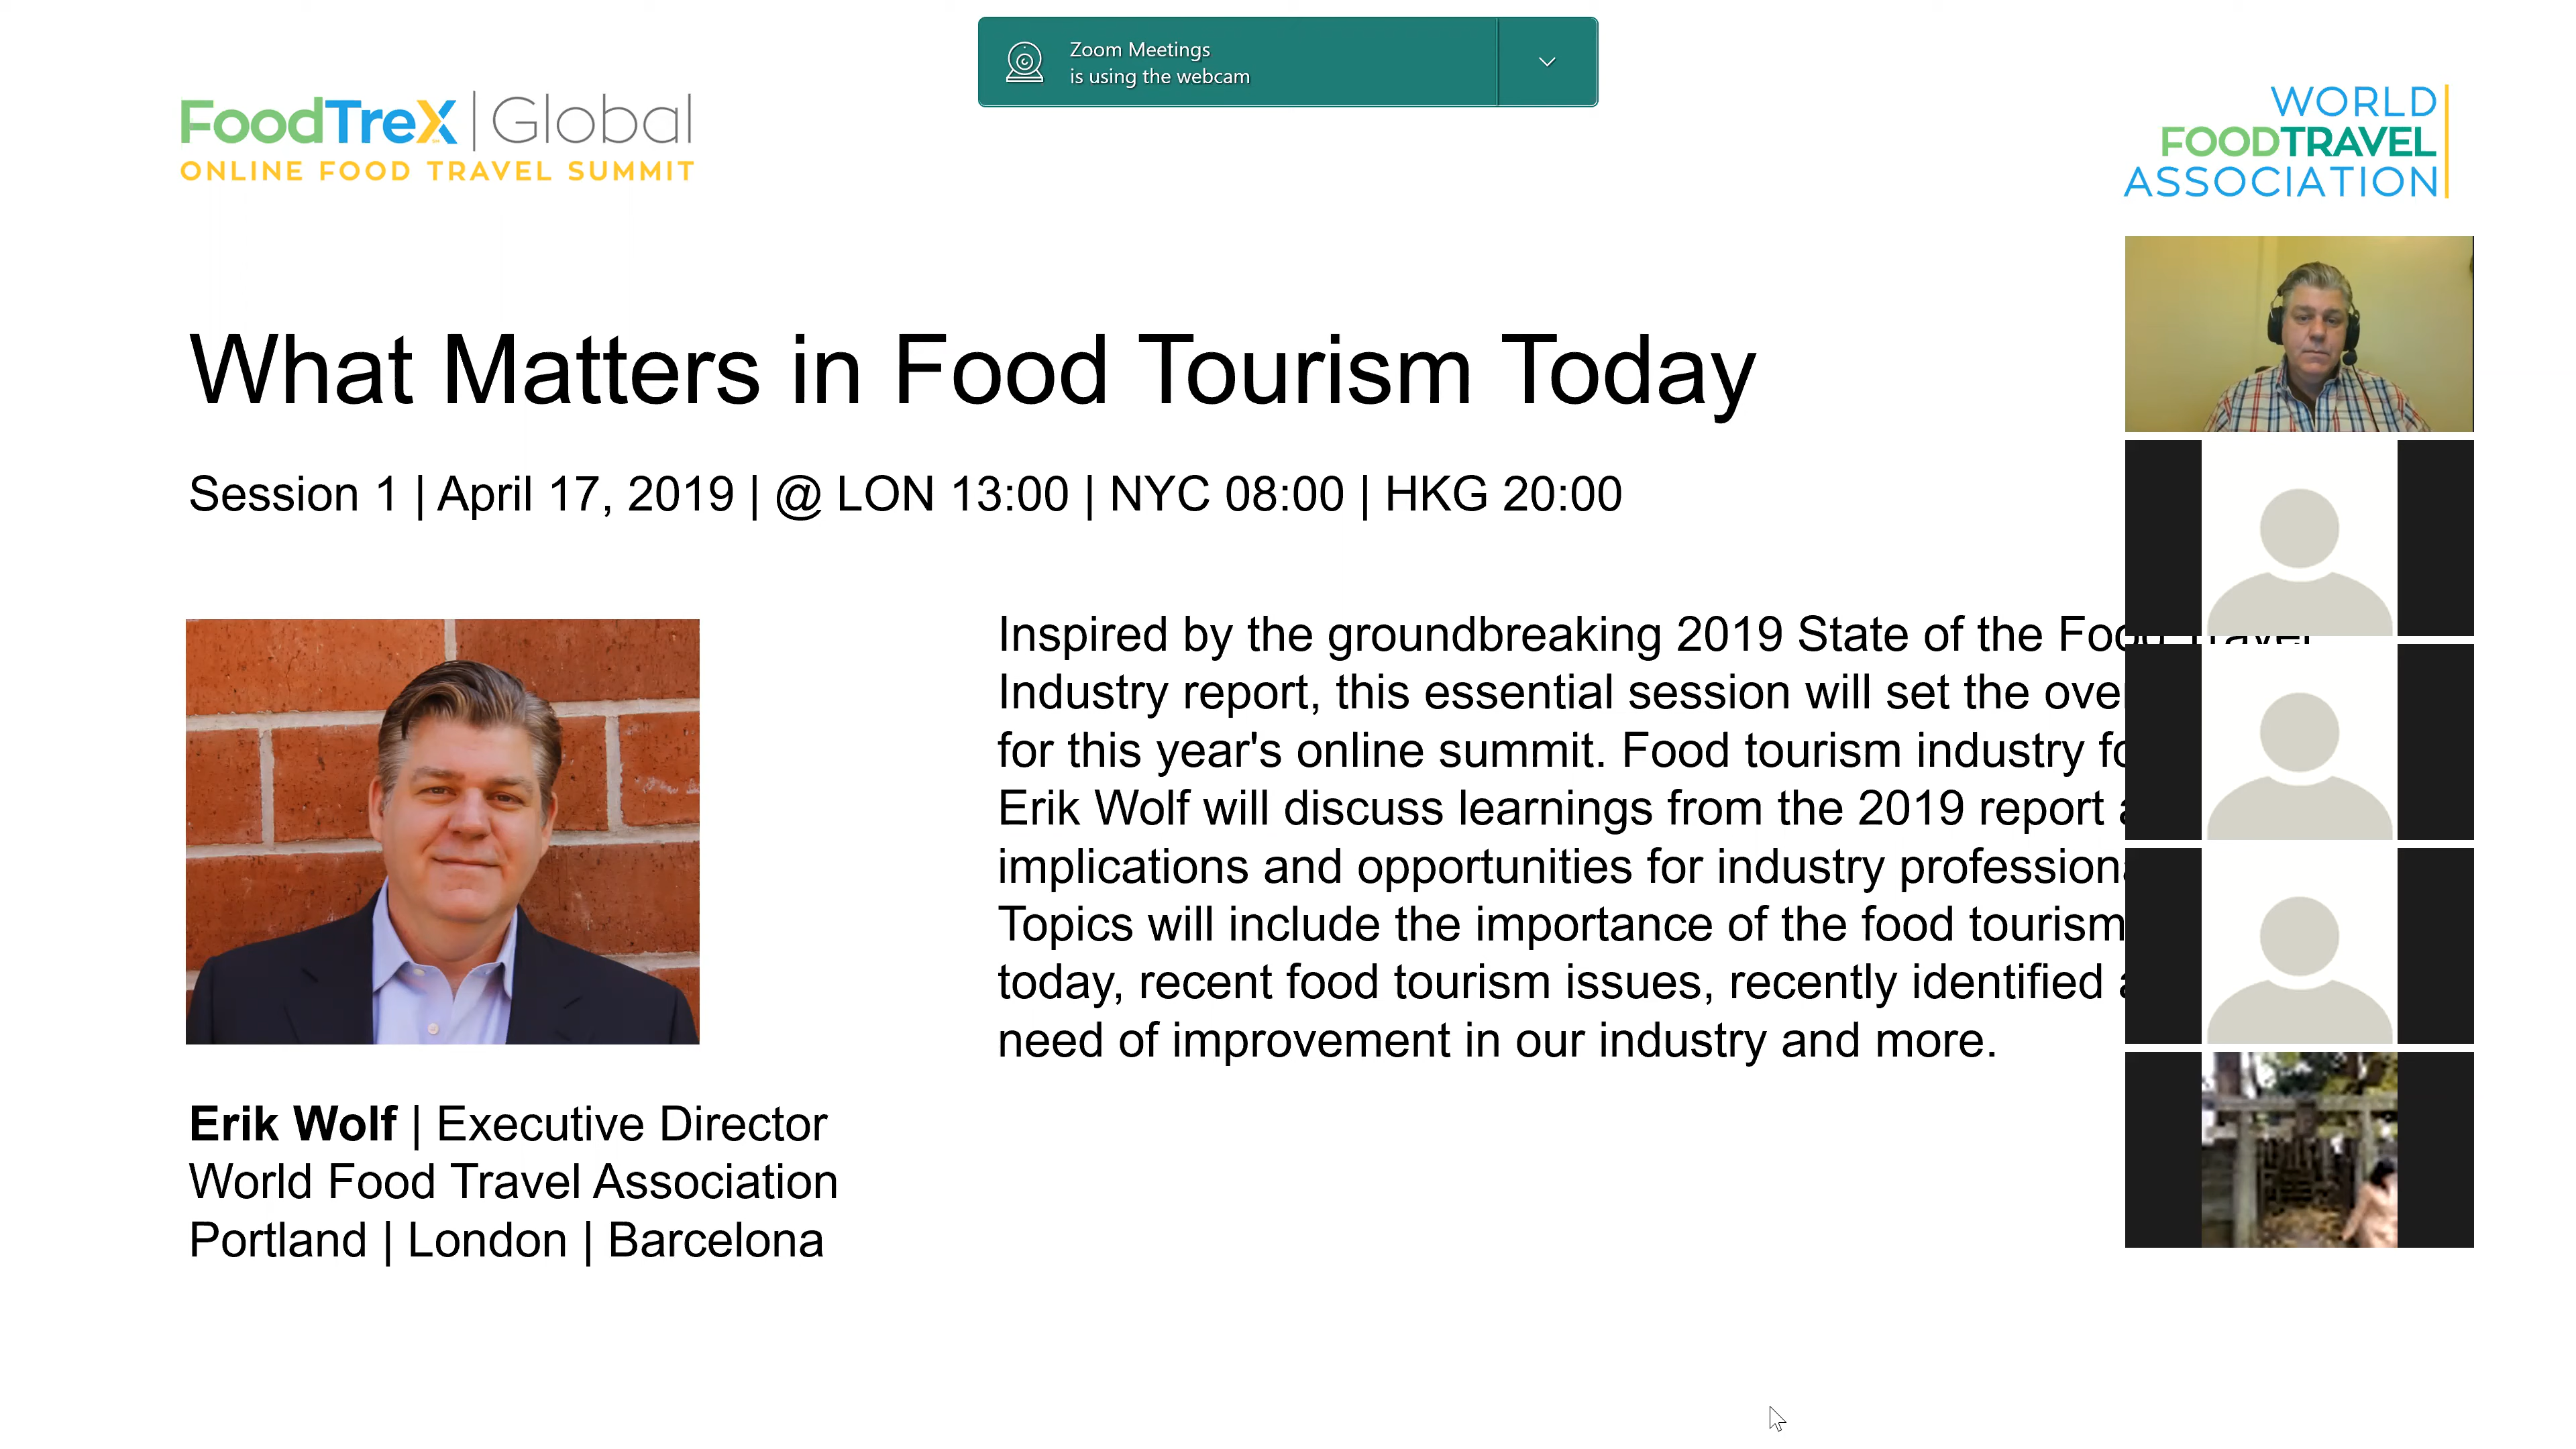 Zoom Meetings
is using the webcam
FoodTreX | Global
ONLINE FOOD TRAVEL SUMMIT
WORLD
FOODTRAVEL
ASSOCIATION
What Matters in Food Tourism Today
Session 1 | April 17, 2019 | @ LON 13:00 | NYC 08:00 | HKG 20:00
Inspired by the groundbreaking 2019 State of the Food Travel
Industry report, this essential session will set the
for this year's online summit. Food tourism industry
Erik Wolf will discuss learnings from the 2019 report
implications and opportunities for industry
Topics will include the importance of the food tourism
today, recent food tourism issues, recently identified
need of improvement in our industry and more.
Erik Wolf | Executive Director
World Food Travel Association
Portland | London | Barcelona